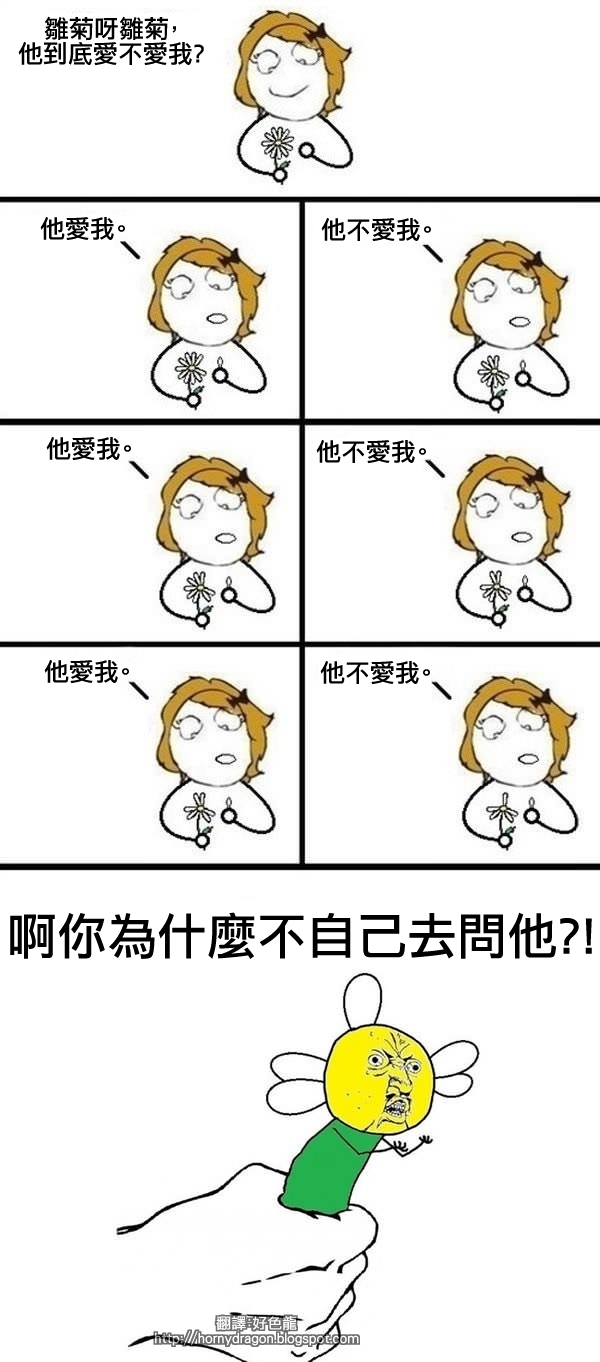 雛菊呀雛菊，
他到底愛不愛我？
他愛我。
他不愛我。
他愛我。
他不愛我。
他愛我。
他不愛我。
啊你為什麼不自己去問他?!
翻譯:好色龍
http://hornydragon.blogspot.com